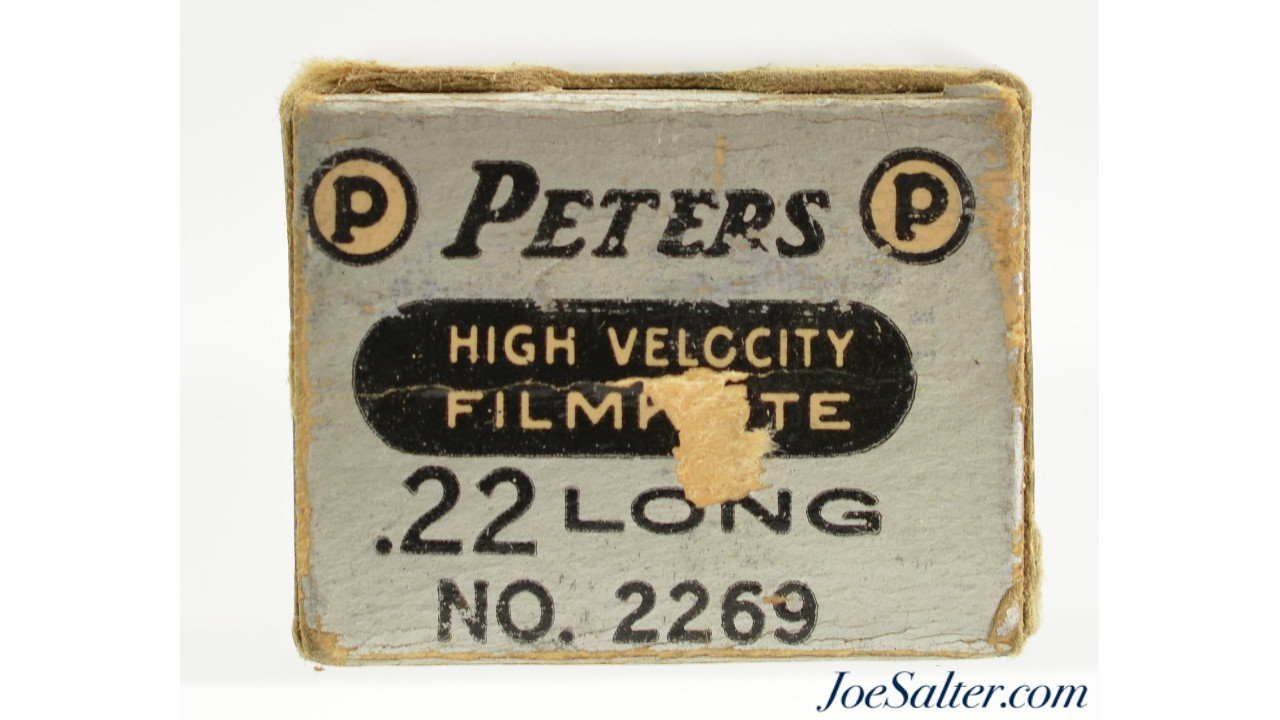 P PETERS P
HIGH VELOCITY
.22 LONG
NO. 2269
JoeSalter.com